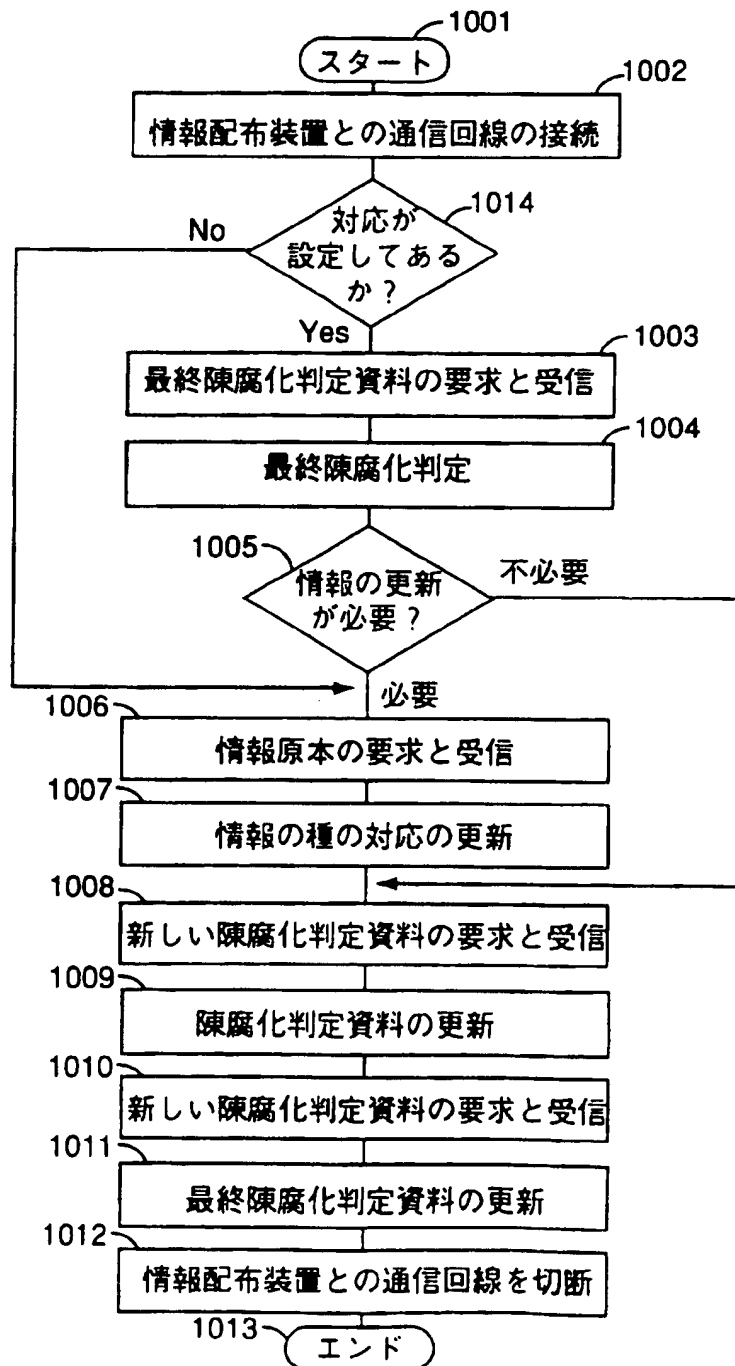 1001
スタート
1002
情報配布装置との通信回線の接続
1014
対応が
設定してある
か？
No
Yes
1003
最終陳腐化判定資料の要求と受信
1004
最終陳腐化判定
1005
情報の更新
が必要？
不必要
必要
1006
情報原本の要求と受信
1007
情報の種の対応の更新
1008
新しい陳腐化判定資料の要求と受信
1009
陳腐化判定資料の更新
1010
新しい陳腐化判定資料の要求と受信
1011
最終陳腐化判定資料の更新
1012
情報配布装置との通信回線を切断
1013
エンド